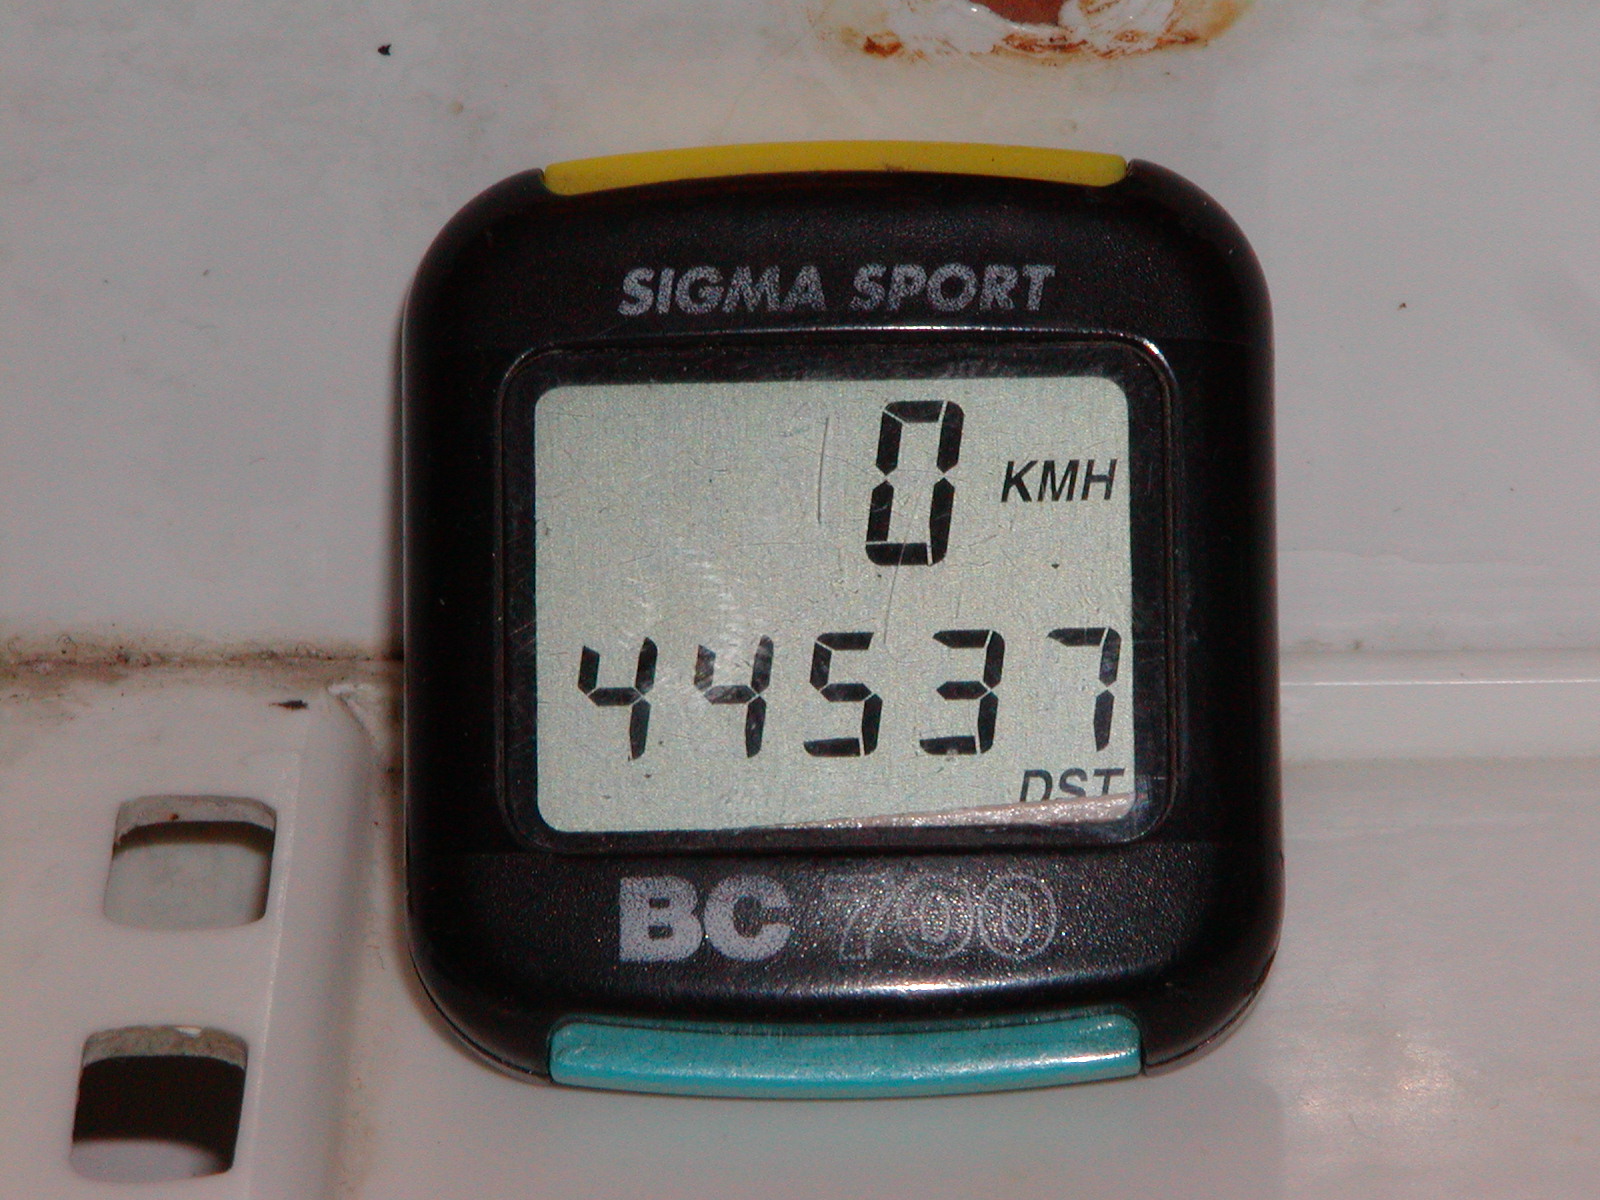 SIGMA SPORT
0 KMH
44537
DST
BC 700